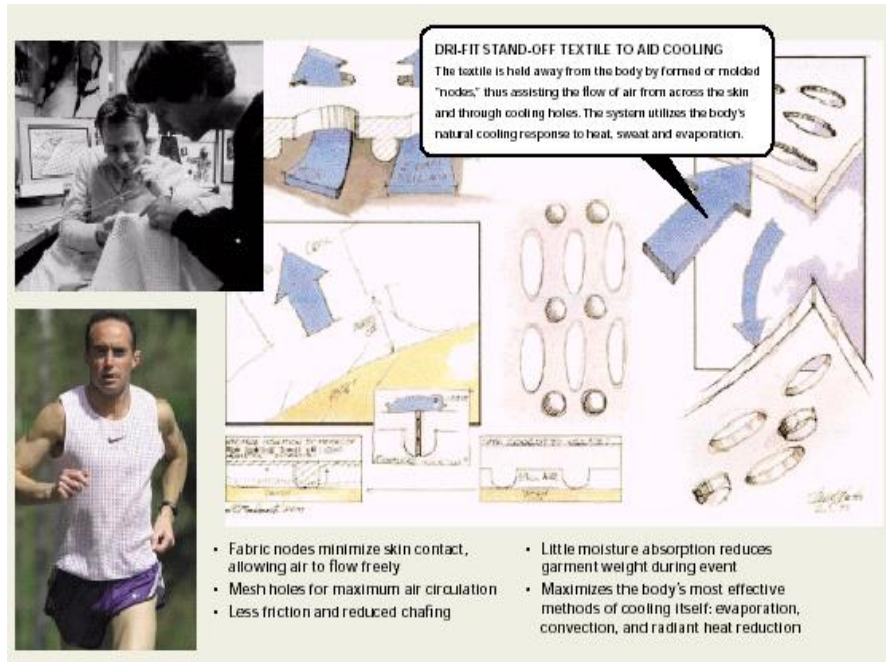 DRI-FIT STAND-OFF TEXTILE TO AID COOLING
The textile is held away from the body by formed or molded
"nodes," thus assisting the flow of air from across the skin
and through cooling holes. The system utilizes the body's
natural cooling response to heat, sweat and evaporation.
• Fabric nodes minimize skin contact,
allowing air to flow freely
• Mesh holes for maximum air circulation
• Less friction and reduced chafing
• Little moisture absorption reduces
garment weight during event
• Maximizes the body's most effective
methods of cooling itself: evaporation,
convection, and radiant heat reduction